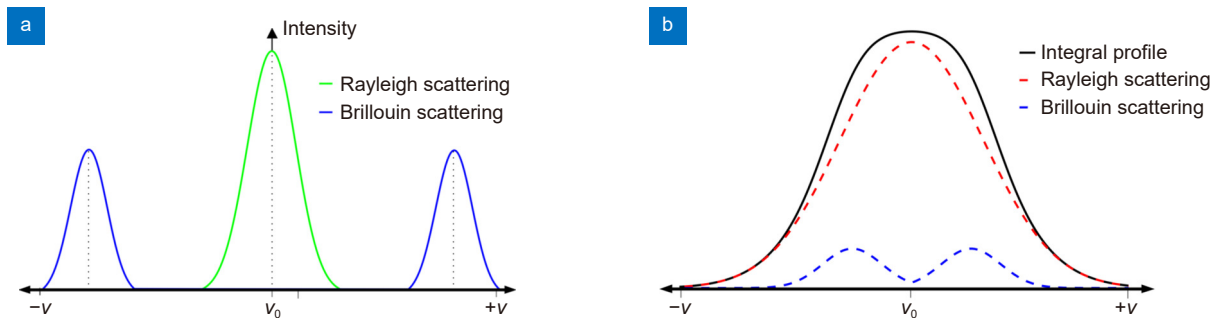 a
Intensity
Rayleigh scattering
Brillouin scattering
−v
v₀
+v
b
Integral profile
Rayleigh scattering
Brillouin scattering
−v
v₀
+v